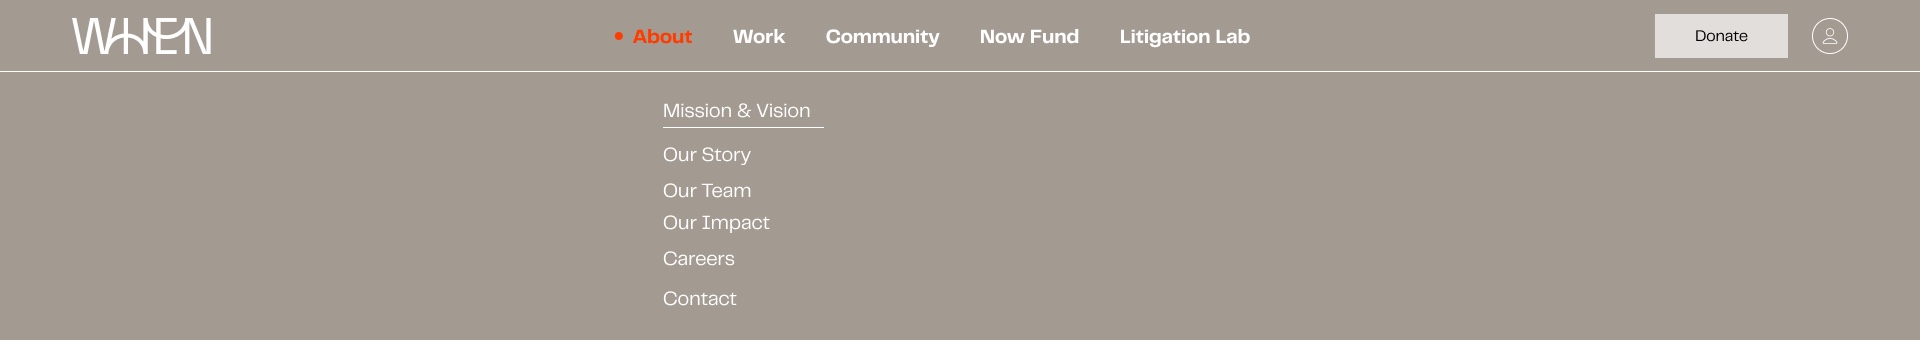 WHEN
About
Work
Community
Now Fund
Litigation Lab
Donate
Mission & Vision
Our Story
Our Team
Our Impact
Careers
Contact